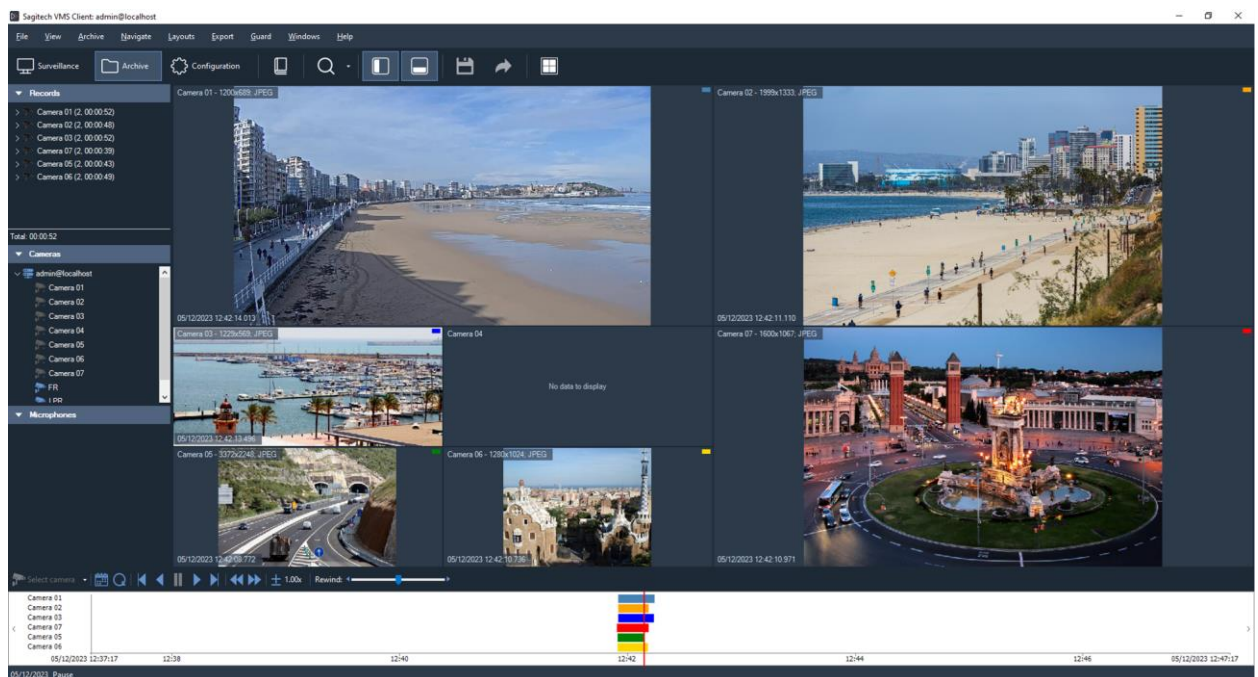 Sagitech VMS Client: admin@localhost
File View Archive Navigate Layouts Export Guard Windows Help
Surveillance Archive Configuration
Records
Camera 01 (2, 00:00:52)
Camera 02 (2, 00:00:48)
Camera 03 (2, 00:00:52)
Camera 07 (2, 00:00:39)
Camera 05 (2, 00:00:43)
Camera 06 (2, 00:00:49)
Total: 00:00:52
Cameras
admin@localhost
Camera 01
Camera 02
Camera 03
Camera 04
Camera 05
Camera 06
Camera 07
FR
LPR
Microphones
Camera 01 - 1200x689; JPEG
05/12/2023 12:42:14.013
Camera 02 - 1999x1333; JPEG
05/12/2023 12:42:11.110
Camera 03 - 1229x969; JPEG
05/12/2023 12:42:13.496
Camera 04
No data to display
Camera 07 - 1600x1067; JPEG
05/12/2023 12:42:10.971
Camera 05 - 3372x2248; JPEG
05/12/2023 12:42:08.772
Camera 06 - 1280x1024; JPEG
05/12/2023 12:42:10.736
Select camera 1.00x Rewind:
Camera 01
Camera 02
Camera 03
Camera 07
Camera 05
Camera 06
05/12/2023 12:37:17 12:38 12:40 12:42 12:44 12:46 05/12/2023 12:47:17
05/12/2023 Pause